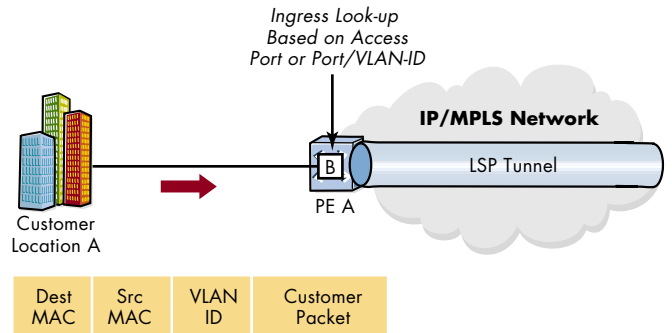 Ingress Look-up
Based on Access
Port or Port/VLAN-ID
IP/MPLS Network
B
LSP Tunnel
PE A
Customer
Location A
Dest
MAC
Src
MAC
VLAN
ID
Customer
Packet